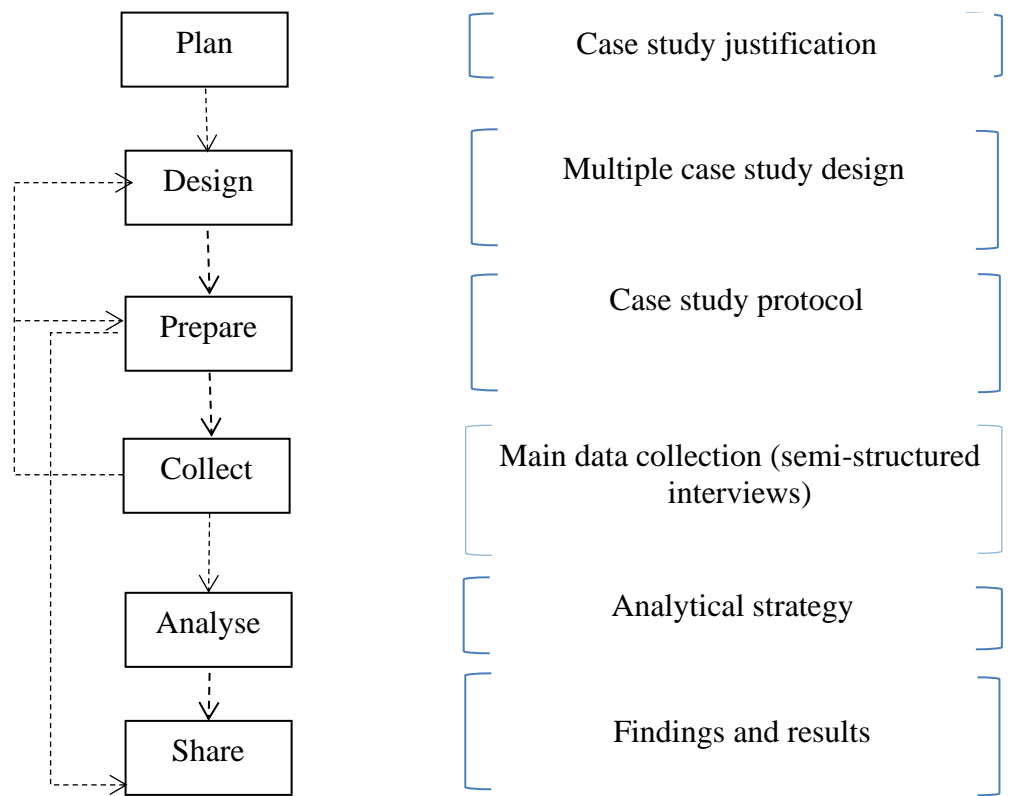 Plan
Case study justification
Design
Multiple case study design
Prepare
Case study protocol
Collect
Main data collection (semi-structured
interviews)
Analyse
Analytical strategy
Share
Findings and results